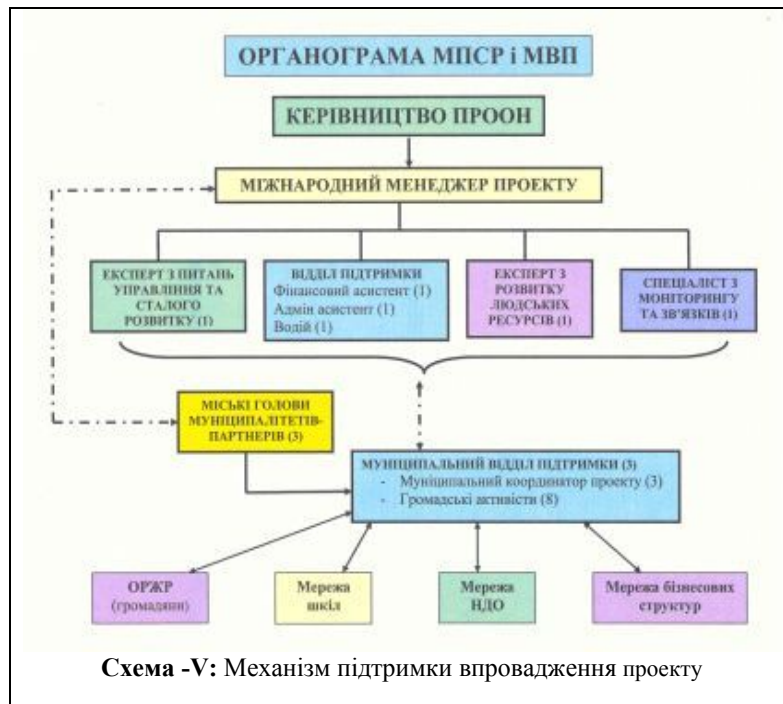 ОРГАНОГРАМА МПСР і МВП
КЕРІВНИЦТВО ПРООН
МІЖНАРОДНИЙ МЕНЕДЖЕР ПРОЕКТУ
ЕКСПЕРТ З ПИТАНЬ
УПРАВЛІННЯ ТА
СТАЛОГО
РОЗВИТКУ (1)
ВІДДІЛ ПІДТРИМКИ
Фінансовий асистент (1)
Адмін асистент (1)
Водій (1)
ЕКСПЕРТ З
РОЗВИТКУ
ЛЮДСЬКИХ
РЕСУРСІВ (1)
СПЕЦІАЛІСТ З
МОНІТОРИНГУ
ТА ЗВ'ЯЗКІВ (1)
МІСЬКІ ГОЛОВИ
МУНІЦИПАЛІТЕТІВ-
ПАРТНЕРІВ (3)
МУНІЦИПАЛЬНИЙ ВІДДІЛ ПІДТРИМКИ (3)
- Муніципальний координатор проекту (3)
- Громадські активісти (8)
ОРЖР
(громадяни)
Мережа
шкіл
Мережа
НДО
Мережа бізнесових
структур
Схема -V: Механізм підтримки впровадження проекту